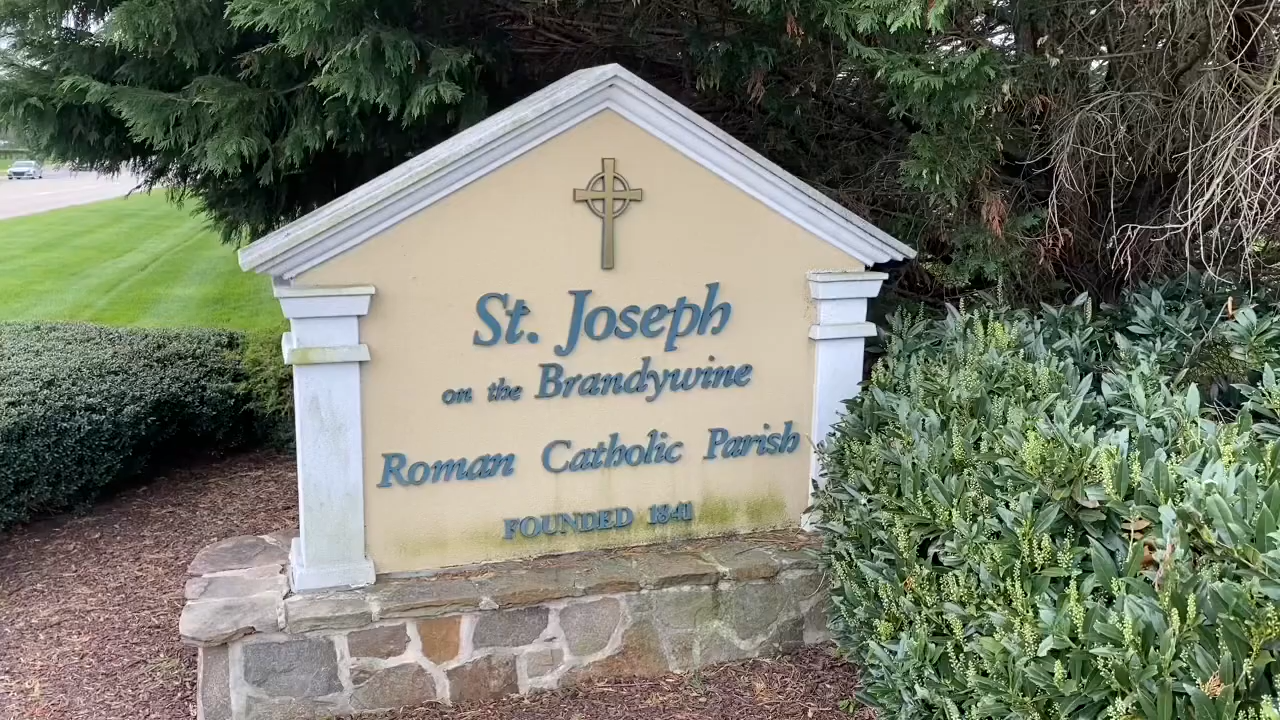 St. Joseph
on the Brandywine
Roman Catholic Parish
FOUNDED 1841